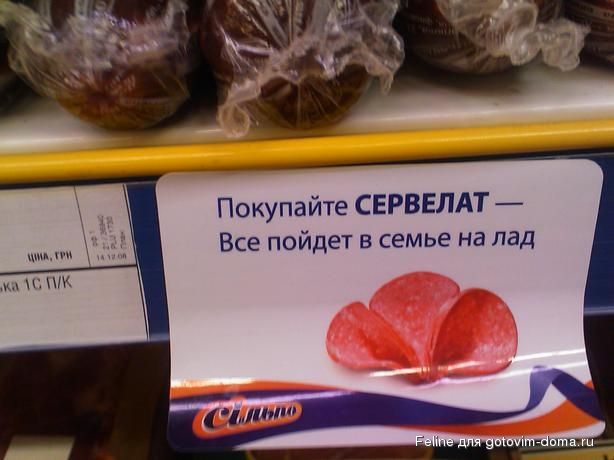 Покупайте СЕРВЕЛАТ —
Все пойдет в семье на лад
ЦІНА, ГРН
14.12.08
ька 1С П/К
Сільпо
Feline для gotovim-doma.ru